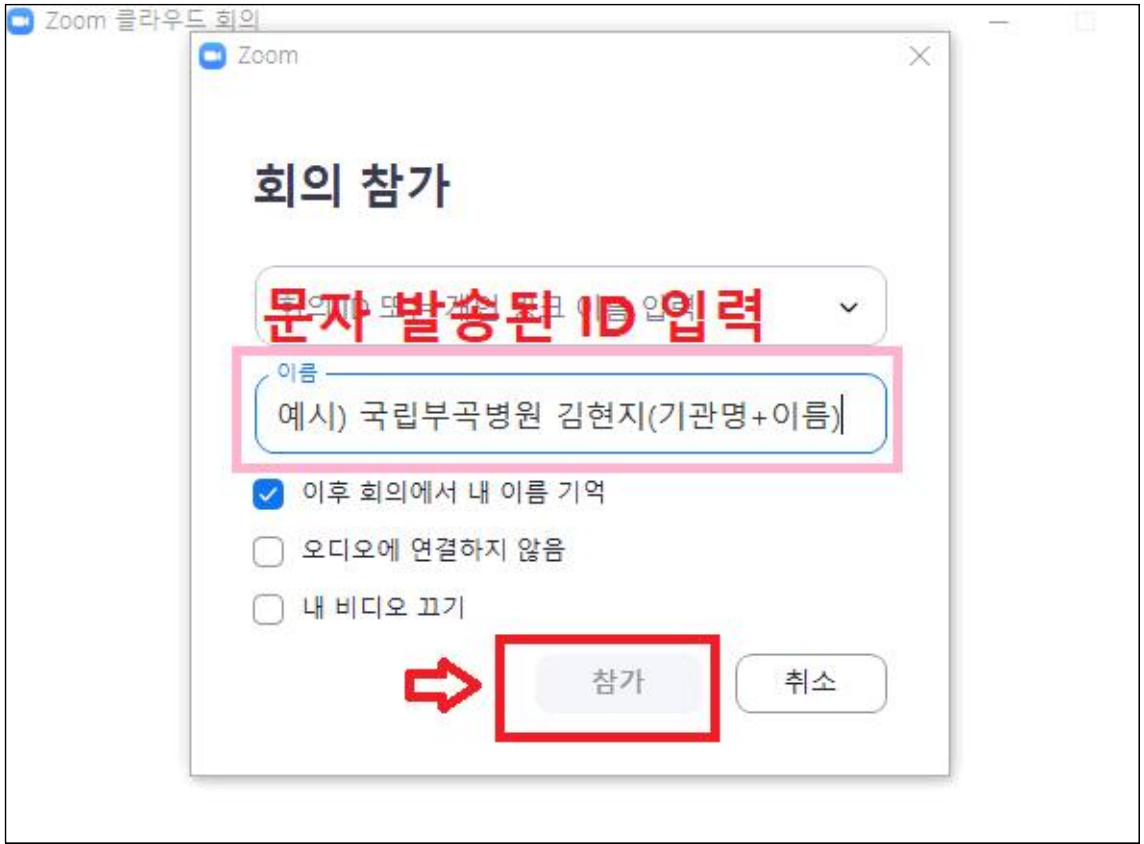 Zoom 클라우드 회의
Zoom
회의 참가
문자 발송된 ID 입력
이름
예시) 국립부곡병원 김현지(기관명+이름)
이후 회의에서 내 이름 기억
오디오에 연결하지 않음
내 비디오 끄기
참가
취소